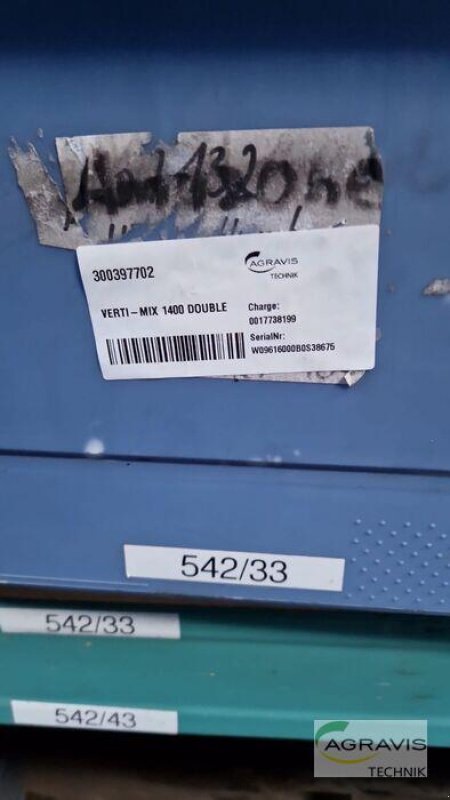 300397702
AGRAVIS
TECHNIK
VERTI-MIX 1400 DOUBLE
Charge:
0017738199
SerialNr:
W09616000B0S38675
542/33
542/33
542/43
AGRAVIS
TECHNIK